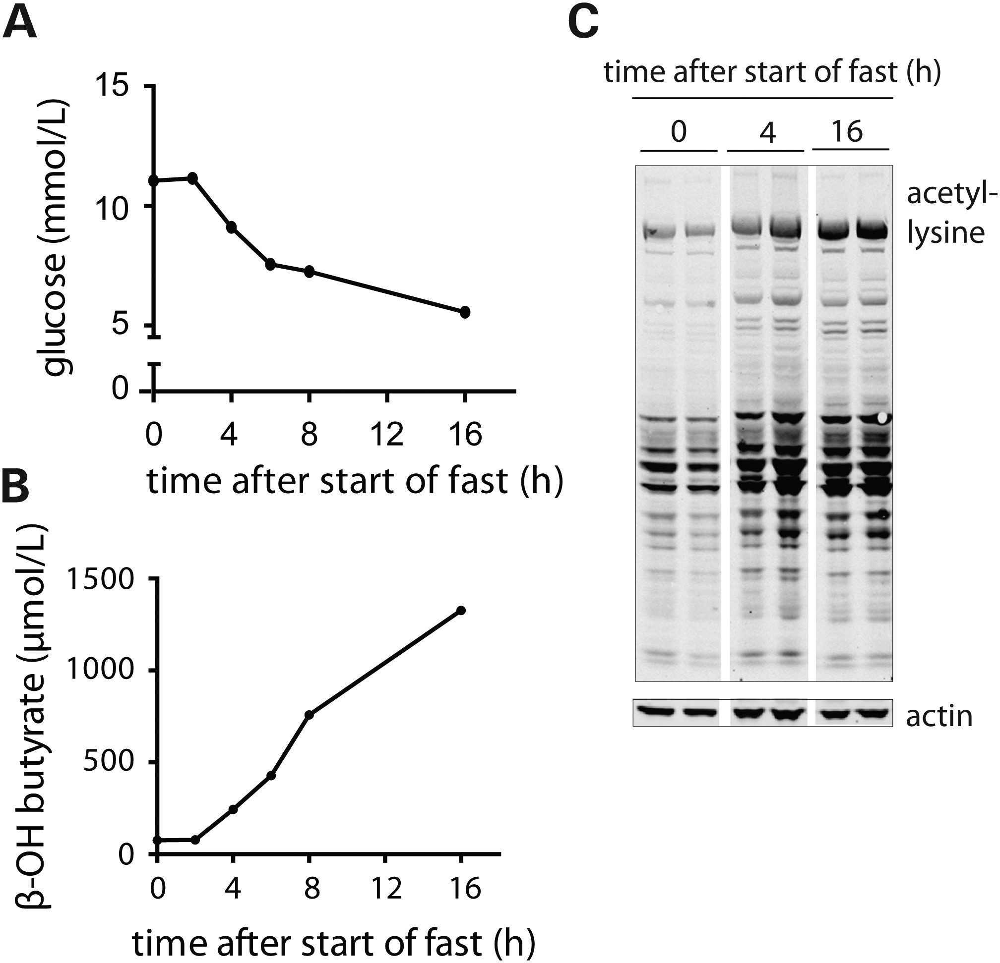 A
glucose (mmol/L)
15
10
5
0
0 4 8 12 16
time after start of fast (h)
B
β-OH butyrate (µmol/L)
1500
1000
500
0
0 4 8 12 16
time after start of fast (h)
C
time after start of fast (h)
0 4 16
acetyl-
lysine
actin